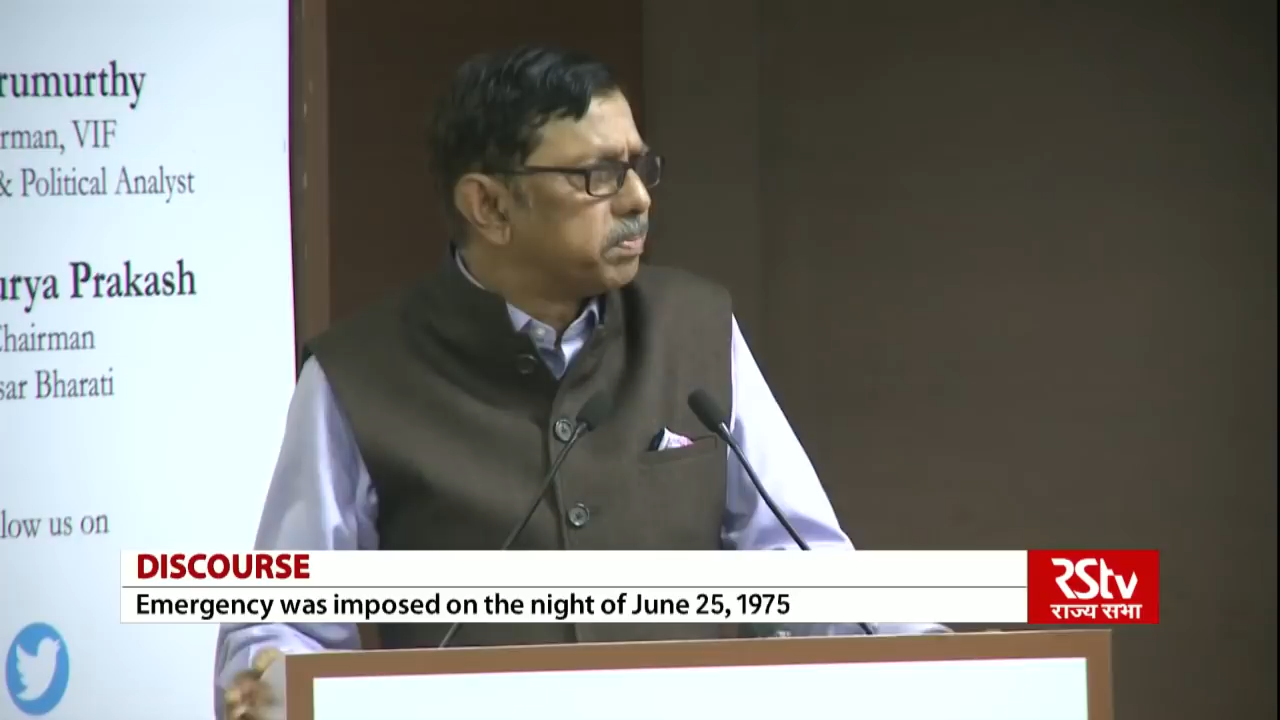 rumurthy
rman, VIF
& Political Analyst
urya Prakash
Chairman
sar Bharati
llow us on
DISCOURSE
Emergency was imposed on the night of June 25, 1975
RStv
राज्य सभा